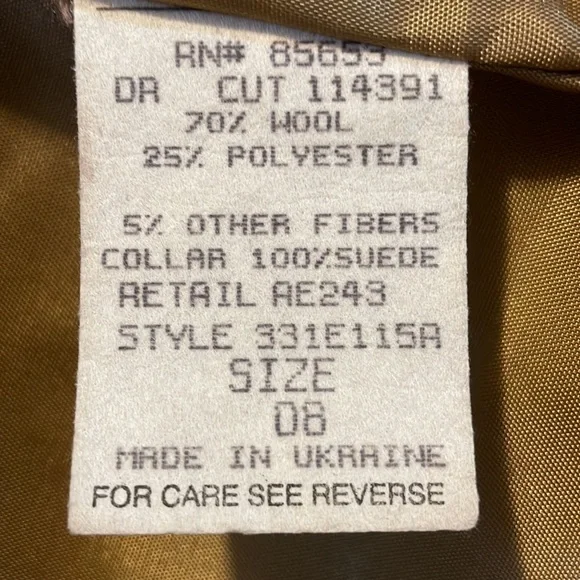 RN# 85653
DR CUT 114391
70% WOOL
25% POLYESTER
5% OTHER FIBERS
COLLAR 100%SUEDE
RETAIL AE243
STYLE 331E115A
SIZE
08
MADE IN UKRAINE
FOR CARE SEE REVERSE